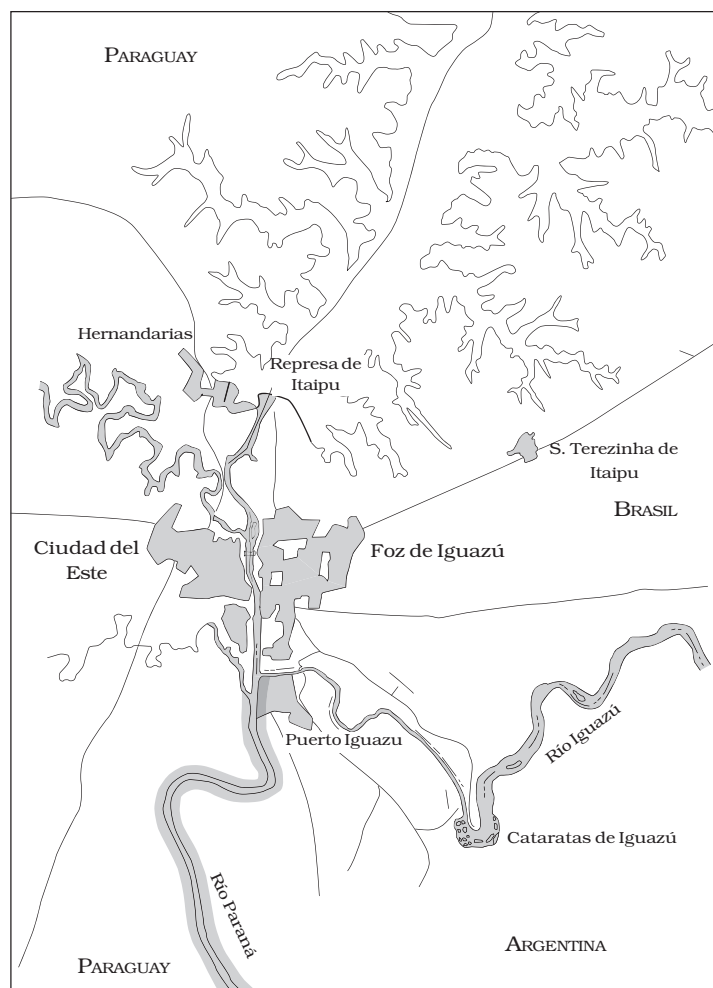 PARAGUAY
Hernandarias
Represa de
Itaipu
S. Terezinha de
Itaipu
BRASIL
Ciudad del
Este
Foz de Iguazú
Puerto Iguazu
Río Iguazú
Cataratas de Iguazú
Río Paraná
ARGENTINA
PARAGUAY